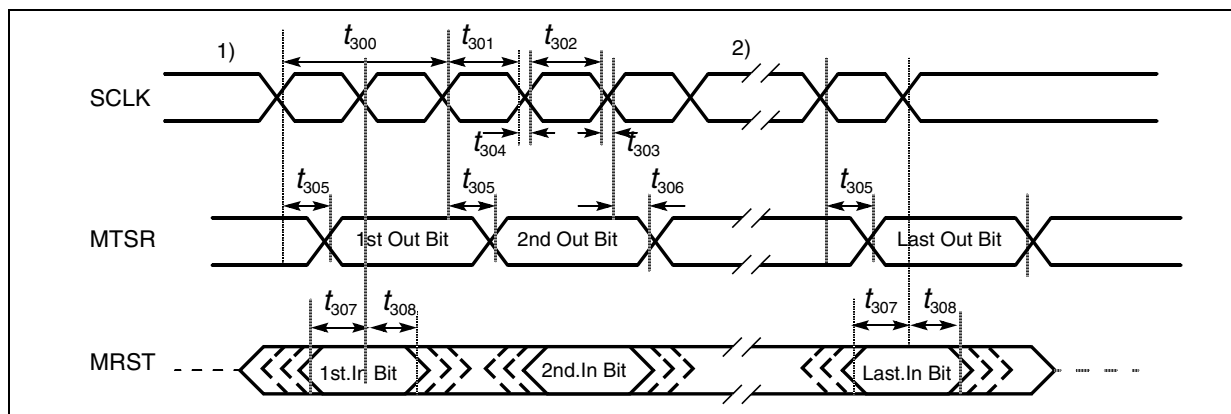 1) t300 t301 t302 2)
SCLK
t304 t303
t305 t305 t306 t305
MTSR 1st Out Bit 2nd Out Bit Last Out Bit
t307 t308 t307 t308
MRST 1st.In Bit 2nd.In Bit Last.In Bit